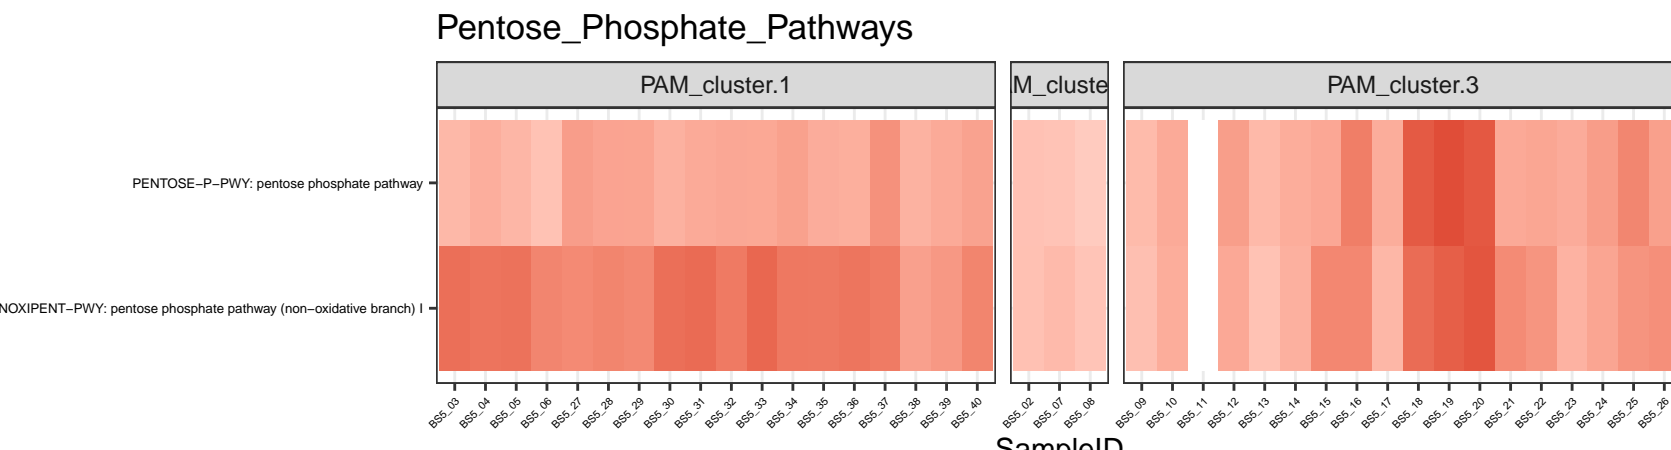 Pentose_Phosphate_Pathways
PAM_cluster.1
M_cluste
PAM_cluster.3
PENTOSE−P−PWY: pentose phosphate pathway
NOXIPENT−PWY: pentose phosphate pathway (non−oxidative branch) I
BS5_03 BS5_04 BS5_05 BS5_06 BS5_27 BS5_28 BS5_29 BS5_30 BS5_31 BS5_32 BS5_33 BS5_34 BS5_35 BS5_36 BS5_37 BS5_38 BS5_39 BS5_40 BS5_02 BS5_07 BS5_08 BS5_09 BS5_10 BS5_11 BS5_12 BS5_13 BS5_14 BS5_15 BS5_16 BS5_17 BS5_18 BS5_19 BS5_20 BS5_21 BS5_22 BS5_23 BS5_24 BS5_25 BS5_26
SampleID